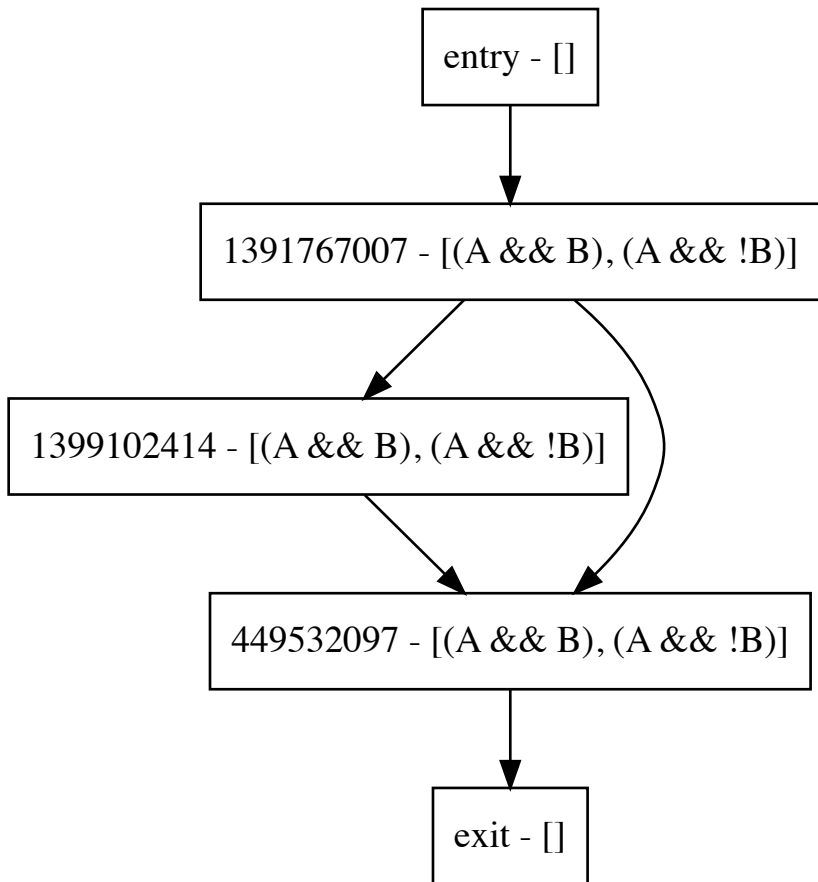 entry - []
1391767007 - [(A && B), (A && !B)]
1399102414 - [(A && B), (A && !B)]
449532097 - [(A && B), (A && !B)]
exit - []